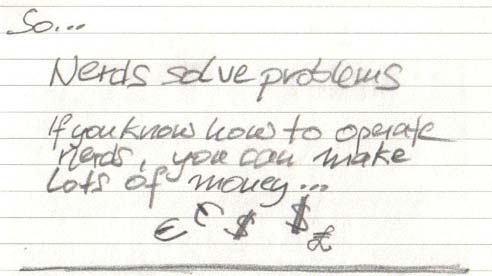 So...
Nerds solve problems
If you know how to operate
nerds, you can make
lots of money...
€ € $ $ £